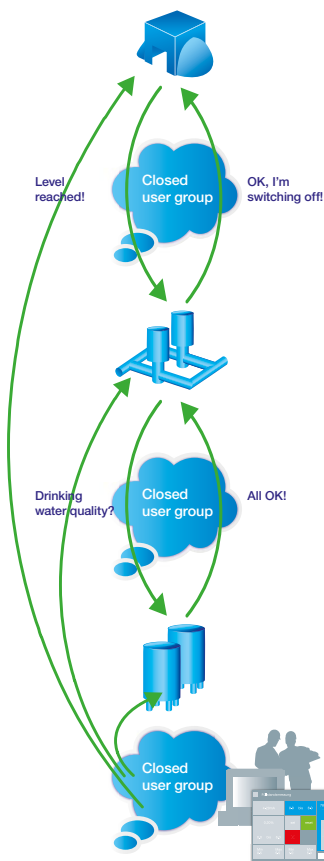 Level
reached!
Closed
user group
OK, I'm
switching off!
Drinking
water quality?
Closed
user group
All OK!
Closed
user group